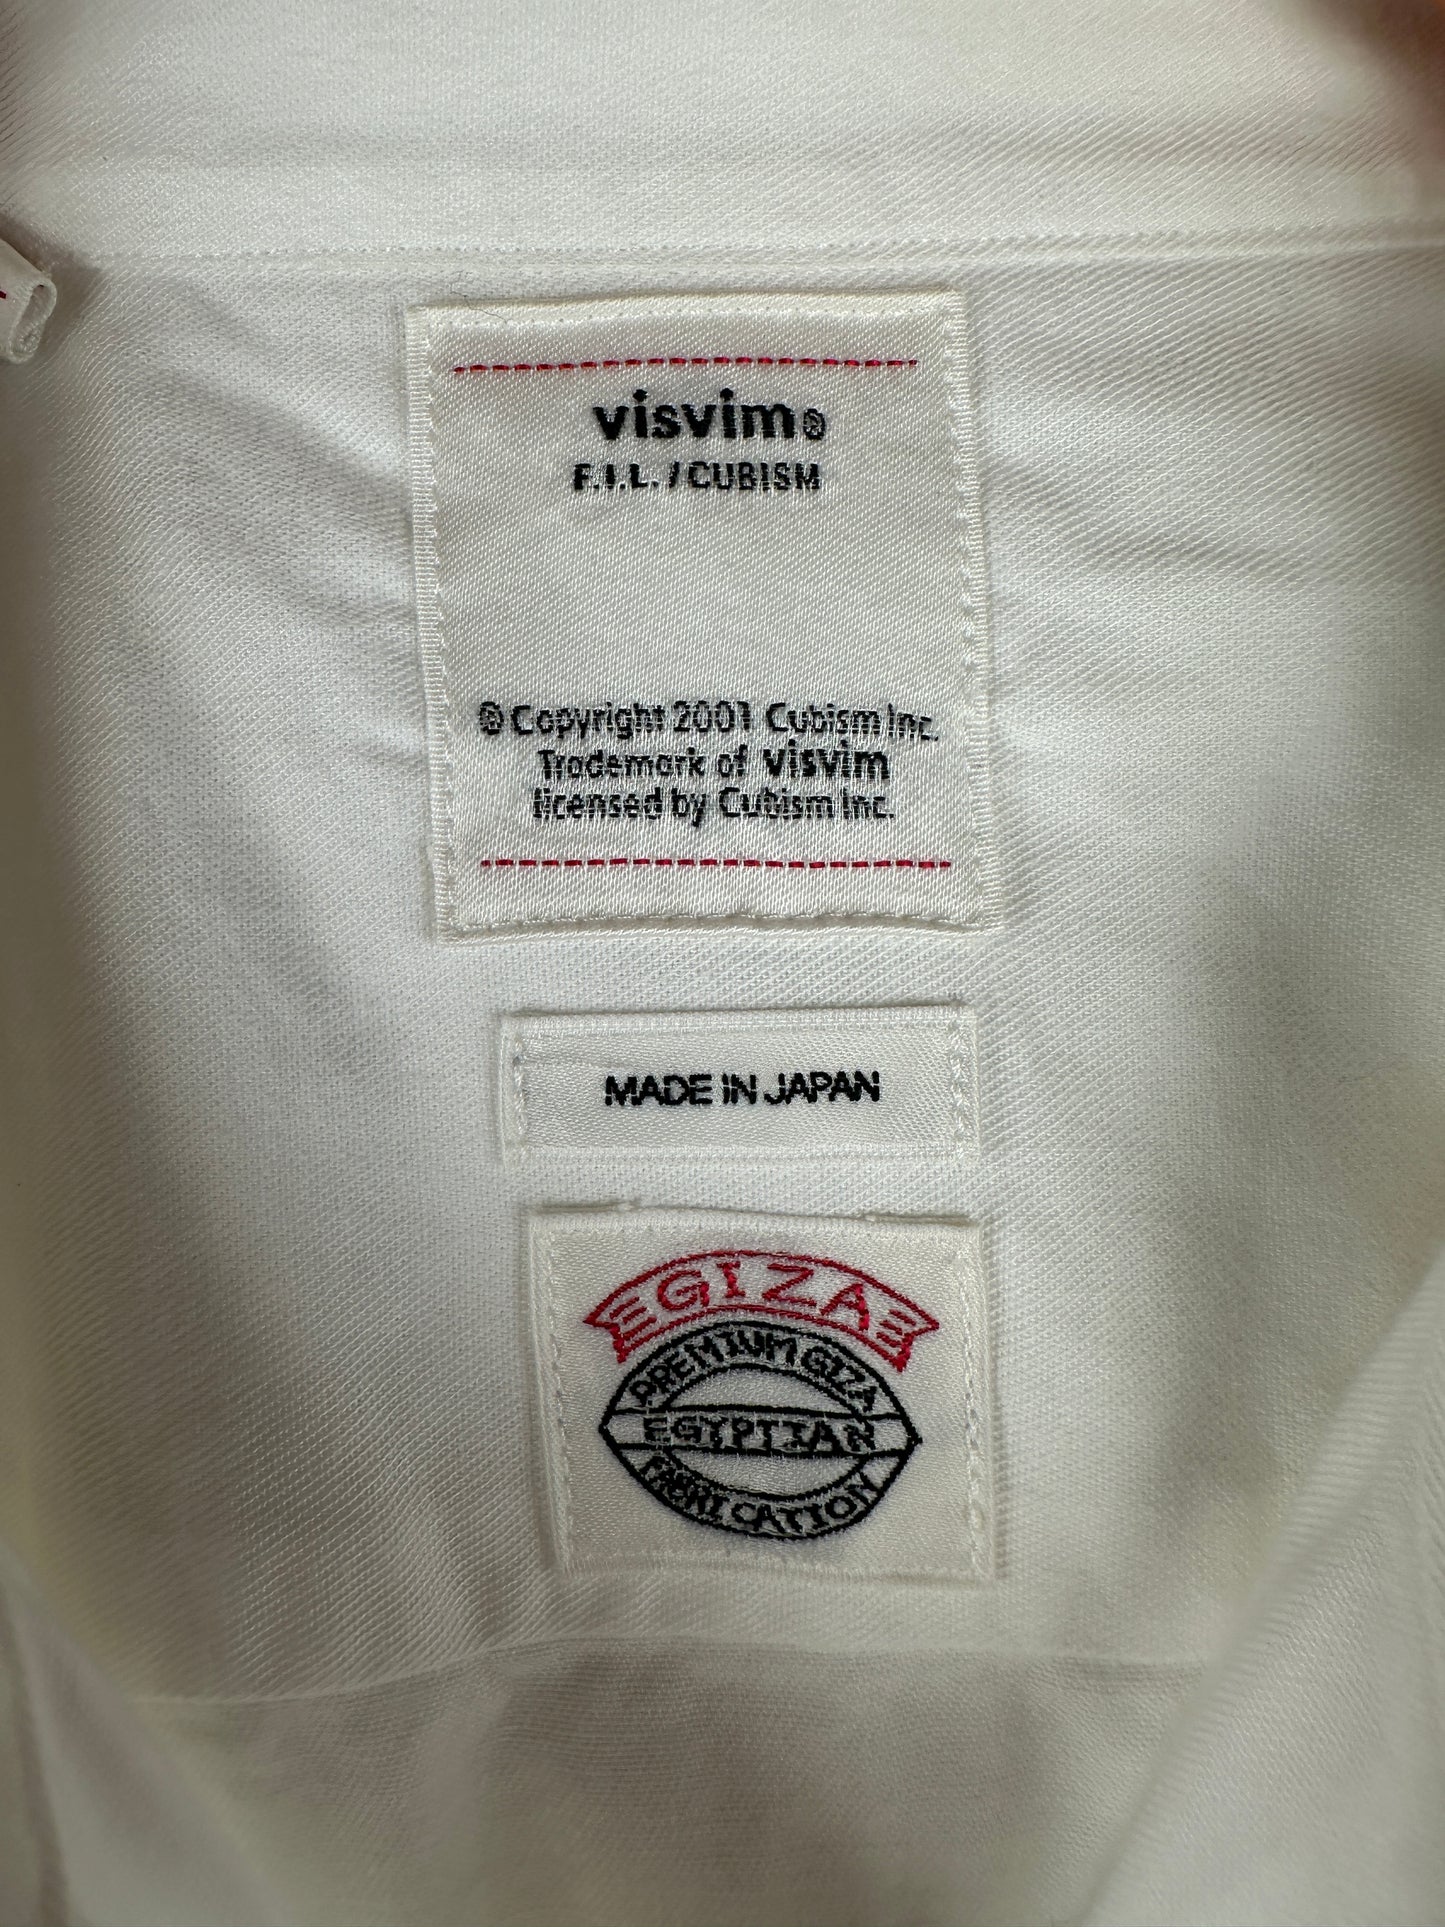 visvim®
F.I.L. / CUBISM
® Copyright 2001 Cubism Inc.
Trademark of visvim
licensed by Cubism Inc.
MADE IN JAPAN
GIZA
PREMIUM GIZA
EGYPTIAN
FABRICATION